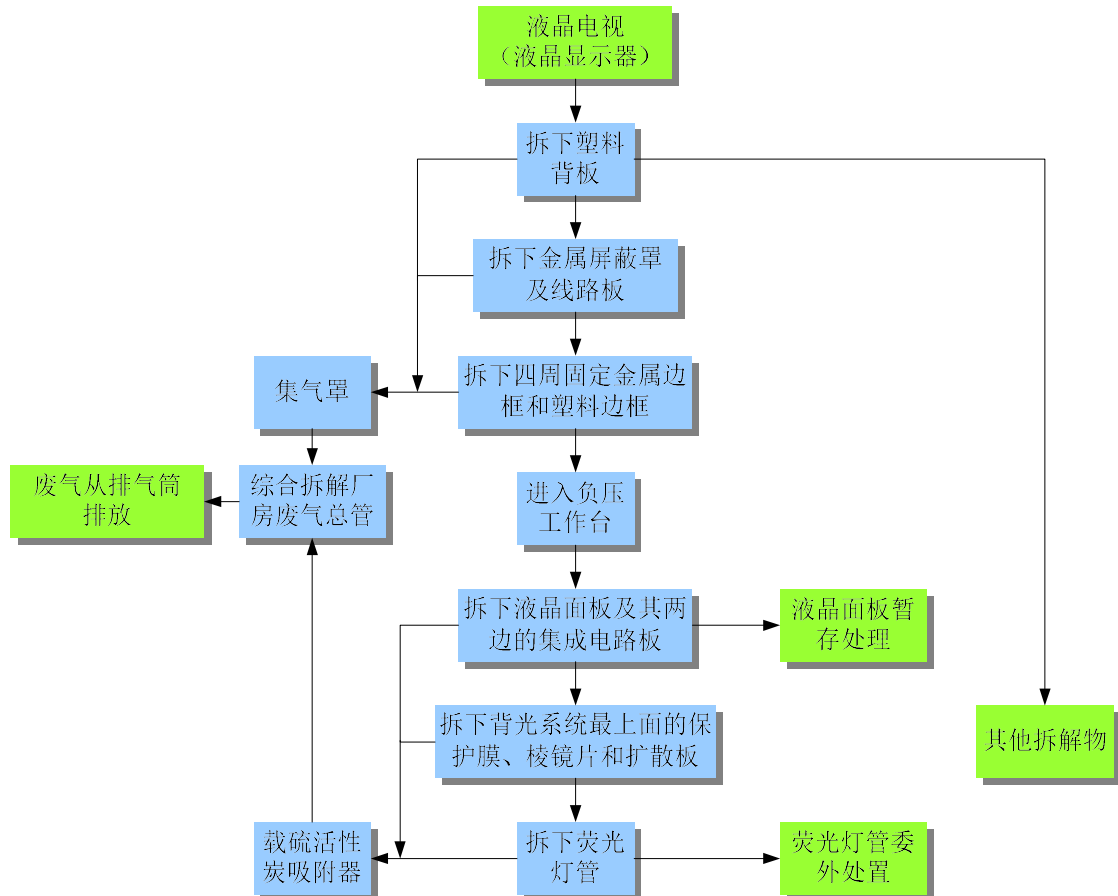 液晶电视
（液晶显示器）
拆下塑料
背板
拆下金属屏蔽罩
及线路板
拆下四周固定金属边
框和塑料边框
集气罩
综合拆解厂
房废气总管
废气从排气筒
排放
进入负压
工作台
拆下液晶面板及其两
边的集成电路板
液晶面板暂
存处理
拆下背光系统最上面的保
护膜、棱镜片和扩散板
其他拆解物
载硫活性
炭吸附器
拆下荧光
灯管
荧光灯管委
外处置